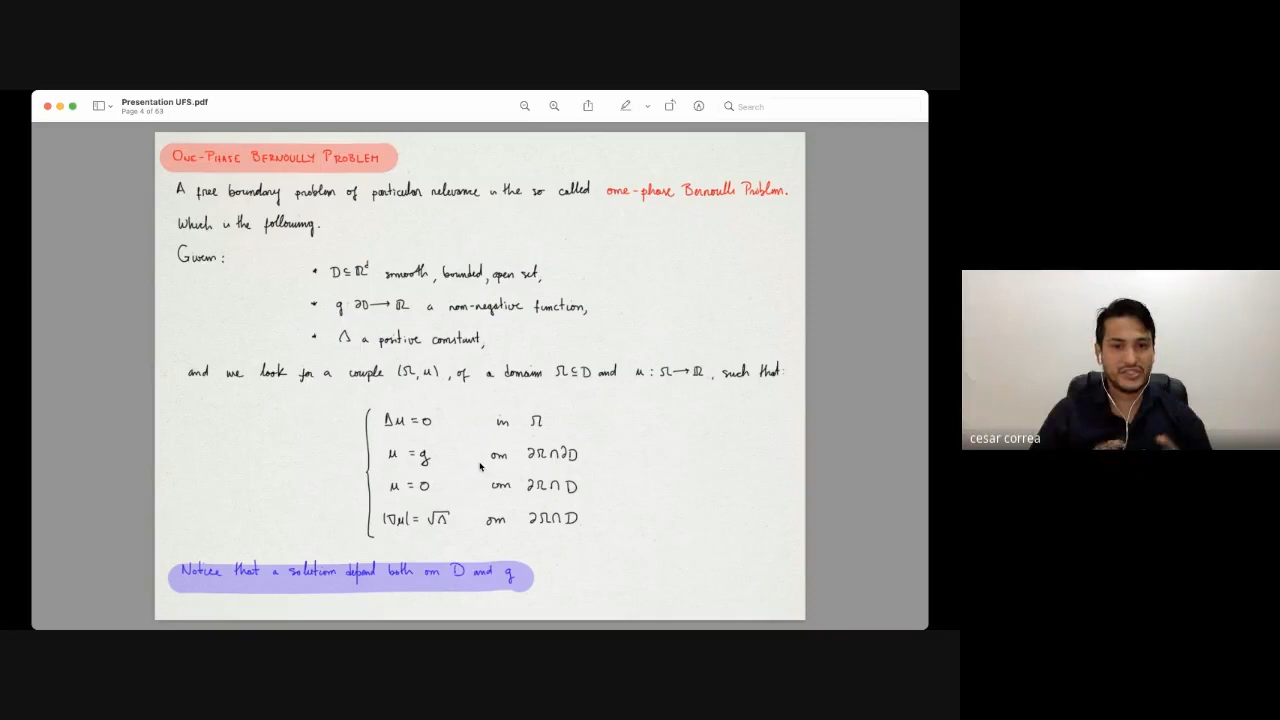 Presentation UFS.pdf
Page 4 of 63
Search
ONE-PHASE BERNOULLY PROBLEM
A free boundary problem of particular relevance is the so called one-phase Bernoulli Problem.
Which is the following.
Given:
• D ⊆ ℝᵈ smooth, bounded, open set,
• g: ∂D → ℝ a non-negative function,
• Λ a positive constant,
and we look for a couple (Ω, u), of a domain Ω ⊆ D and u : Ω → ℝ, such that:
Δu = 0 in Ω
u = g on ∂Ω ∩ ∂D
u = 0 on ∂Ω ∩ D
|∇u| = √Λ on ∂Ω ∩ D
Notice that a solution depend both on D and g
cesar correa